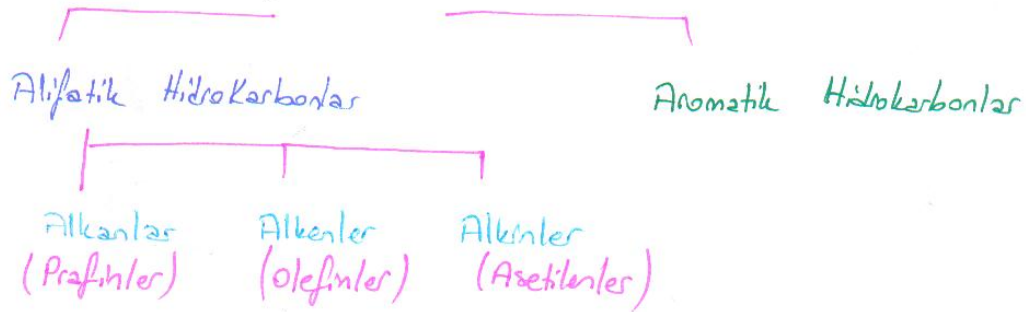 Alifatik HidroKarbonlar Aromatik Hidrokarbonlar
Alkanlar Alkenler Alkinler
(Prafinler) (Olefinler) (Asetilenler)